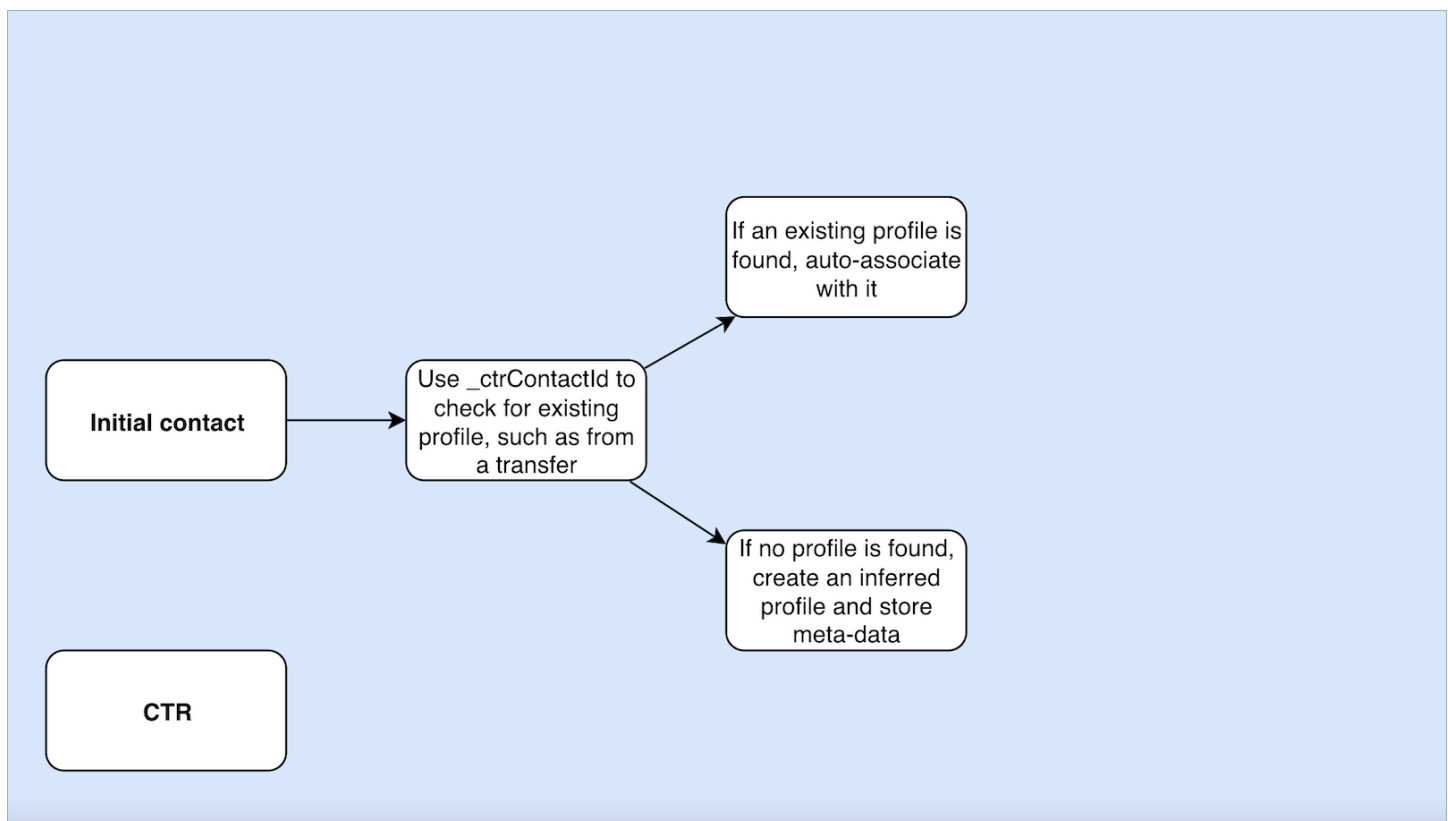 If an existing profile is
found, auto-associate
with it
Initial contact
Use _ctrContactId to
check for existing
profile, such as from
a transfer
If no profile is found,
create an inferred
profile and store
meta-data
CTR